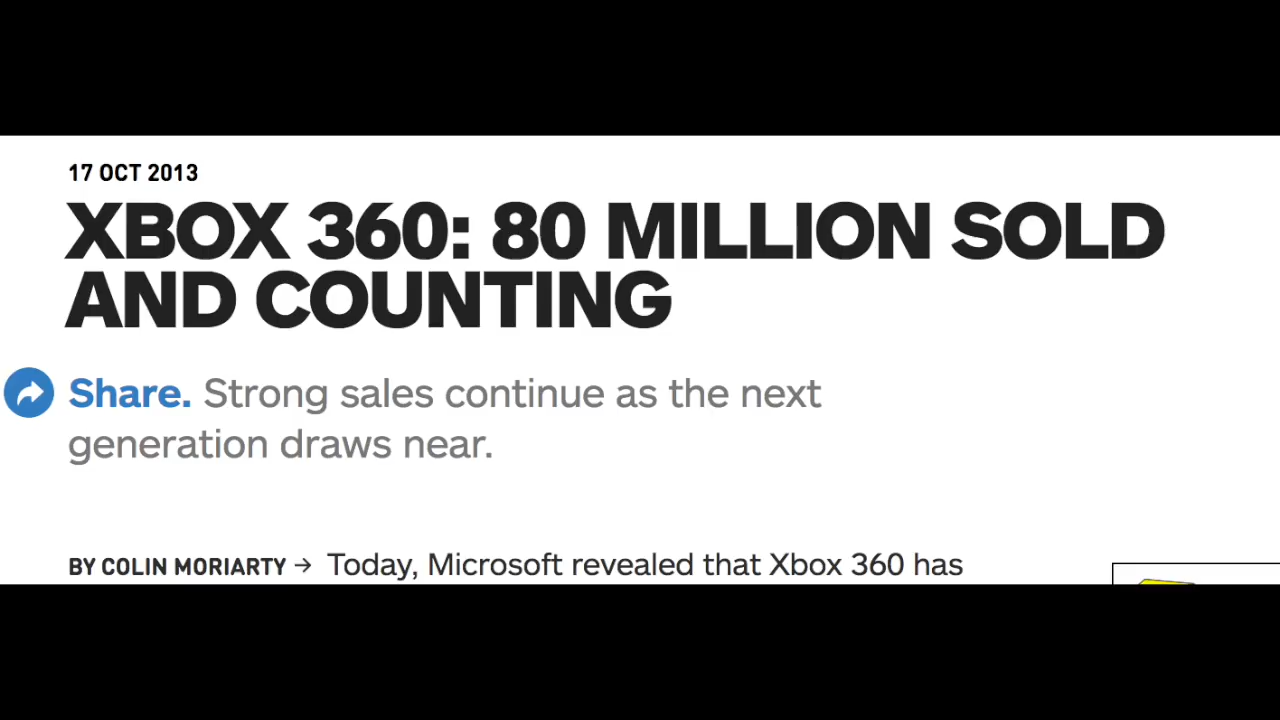 17 OCT 2013
XBOX 360: 80 MILLION SOLD
AND COUNTING
Share. Strong sales continue as the next
generation draws near.
BY COLIN MORIARTY → Today, Microsoft revealed that Xbox 360 has